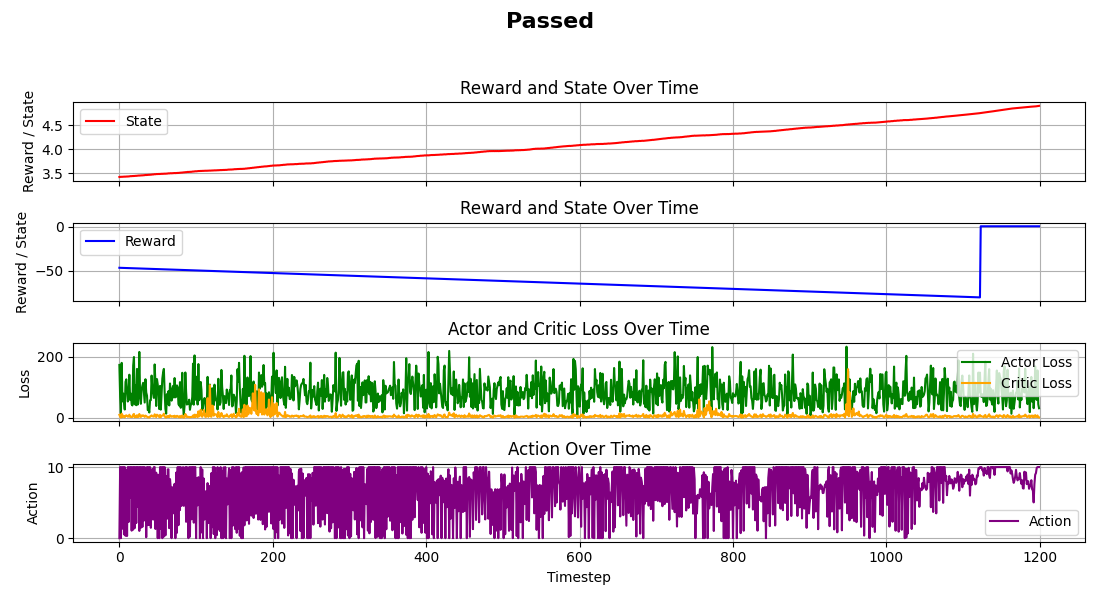 Passed
Reward and State Over Time
Reward / State
4.5
4.0
3.5
State
Reward and State Over Time
Reward / State
0
−50
Reward
Actor and Critic Loss Over Time
Loss
200
0
Actor Loss
Critic Loss
Action Over Time
Action
10
0
Action
0 200 400 600 800 1000 1200
Timestep